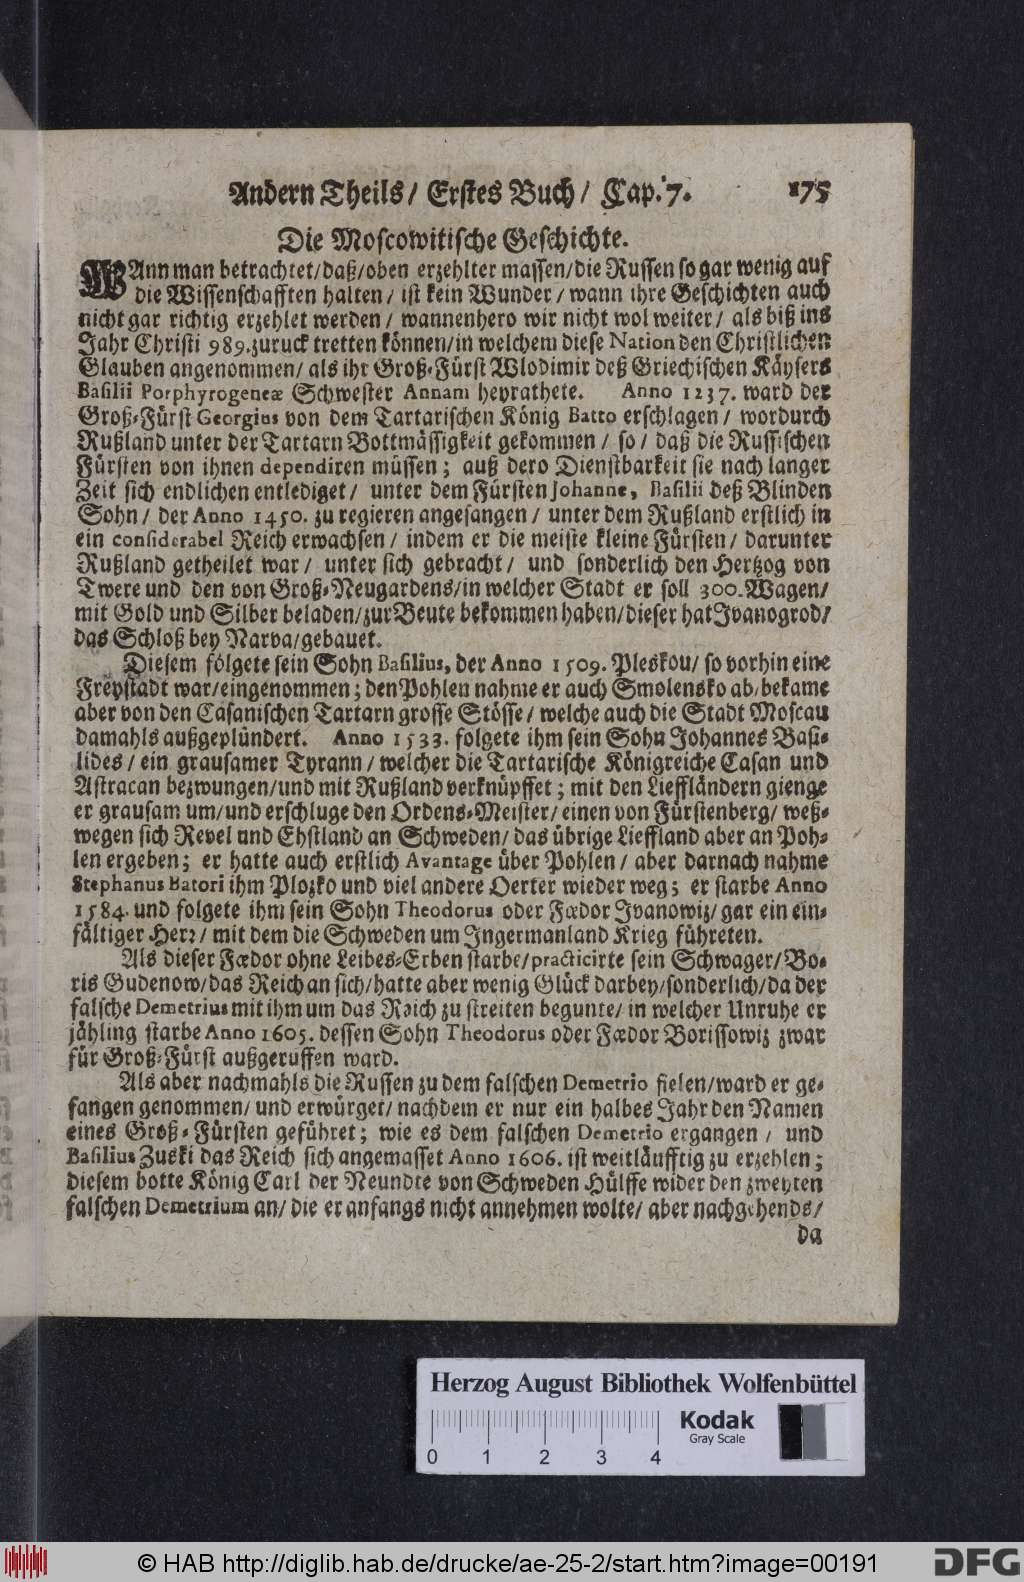 Andern Theils/ Erstes Buch/ Cap. 7. 175
Die Moscowitische Geschichte.
WAnn man betrachtet/daß/oben erzehlter massen/die Russen so gar wenig auf
die Wissenschafften halten/ ist kein Wunder/ wann ihre Geschichten auch
nicht gar richtig erzehlet werden/ wannenhero wir nicht wol weiter/ als biß ins
Jahr Christi 989. zuruck tretten können/in welchem diese Nation den Christlichen
Glauben angenommen/ als ihr Groß-Fürst Wlodimir deß Griechischen Käysers
Basilii Porphyrogeneæ Schwester Annam heyrathete. Anno 1237. ward der
Groß-Fürst Georgius von dem Tartarischen König Batto erschlagen/ wordurch
Rußland unter der Tartarn Bottmässigkeit gekommen/ so/ daß die Russischen
Fürsten von ihnen dependiren müssen; auß dero Dienstbarkeit sie nach langer
Zeit sich endlichen entlediget/ unter dem Fürsten Johanne, Basilii deß Blinden
Sohn/ der Anno 1450. zu regieren angefangen/ unter dem Rußland erstlich in
ein considerabel Reich erwachsen/ indem er die meiste kleine Fürsten/ darunter
Rußland getheilet war/ unter sich gebracht/ und sonderlich den Hertzog von
Twere und den von Groß-Neugardens/in welcher Stadt er soll 300. Wagen/
mit Gold und Silber beladen/zur Beute bekommen haben/dieser hat Jvanogrod/
das Schloß bey Narva/gebauet.
Diesem folgete sein Sohn Basilius, der Anno 1509. Pleskou/ so vorhin eine
Freystadt war/eingenommen; den Pohlen nahme er auch Smolensko ab/bekame
aber von den Casanischen Tartarn grosse Stösse/ welche auch die Stadt Moscau
damahls außgeplündert. Anno 1533. folgete ihm sein Sohn Johannes Basi-
lides/ ein grausamer Tyrann/ welcher die Tartarische Königreiche Casan und
Astracan bezwungen/und mit Rußland verknüpffet; mit den Lieffländern gienge
er grausam um/und erschluge den Ordens-Meister/ einen von Fürstenberg/ weß-
wegen sich Revel und Ehstland an Schweden/ das übrige Lieffland aber an Poh-
len ergeben; er hatte auch erstlich Avantage über Pohlen/ aber darnach nahme
Stephanus Batori ihm Plozko und viel andere Oerter wieder weg; er starbe Anno
1584. und folgete ihm sein Sohn Theodorus oder Fœdor Jvanowiz/ gar ein ein-
fältiger Herr/ mit dem die Schweden um Jngermanland Krieg führeten.
Als dieser Fœdor ohne Leibes-Erben starbe/practicirte sein Schwager/ Bo-
ris Gudenow/das Reich an sich/hatte aber wenig Glück darbey/sonderlich/da der
falsche Demetrius mit ihm um das Reich zu streiten begunte/ in welcher Unruhe er
jähling starbe Anno 1605. dessen Sohn Theodorus oder Fœdor Borissowiz zwar
für Groß-Fürst außgeruffen ward.
Als aber nachmahls die Russen zu dem falschen Demetrio fielen/ward er ge-
fangen genommen/ und erwürget/ nachdem er nur ein halbes Jahr den Namen
eines Groß-Fürsten geführet; wie es dem falschen Demetrio ergangen/ und
Basilius Zuski das Reich sich angemasset Anno 1606. ist weitläufftig zu erzehlen;
diesem botte König Carl der Neundte von Schweden Hülffe wider den zweyten
falschen Demetrium an/ die er anfangs nicht annehmen wolte/ aber nachgehends/
da
Herzog August Bibliothek Wolfenbüttel
Kodak
Gray Scale
0 1 2 3 4
© HAB http://diglib.hab.de/drucke/ae-25-2/start.htm?image=00191
DFG